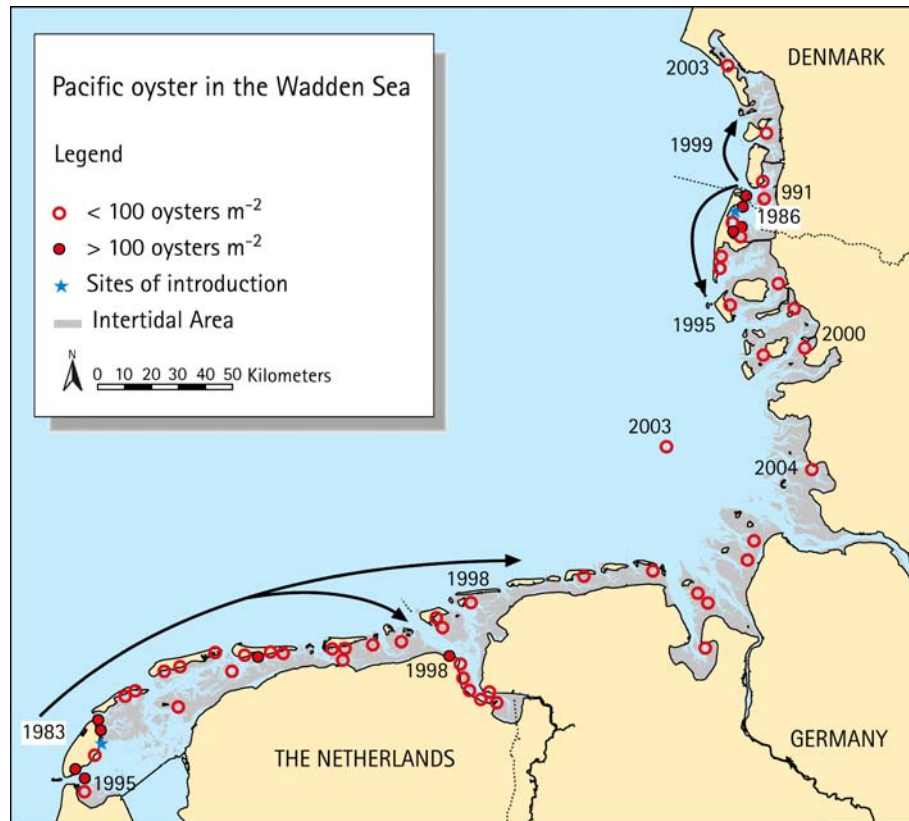 Pacific oyster in the Wadden Sea
Legend
< 100 oysters m-2
> 100 oysters m-2
Sites of introduction
Intertidal Area
N
0 10 20 30 40 50 Kilometers
DENMARK
2003
1999
1991
1986
1995
2000
2003
2004
1998
1998
1983
1995
THE NETHERLANDS
GERMANY